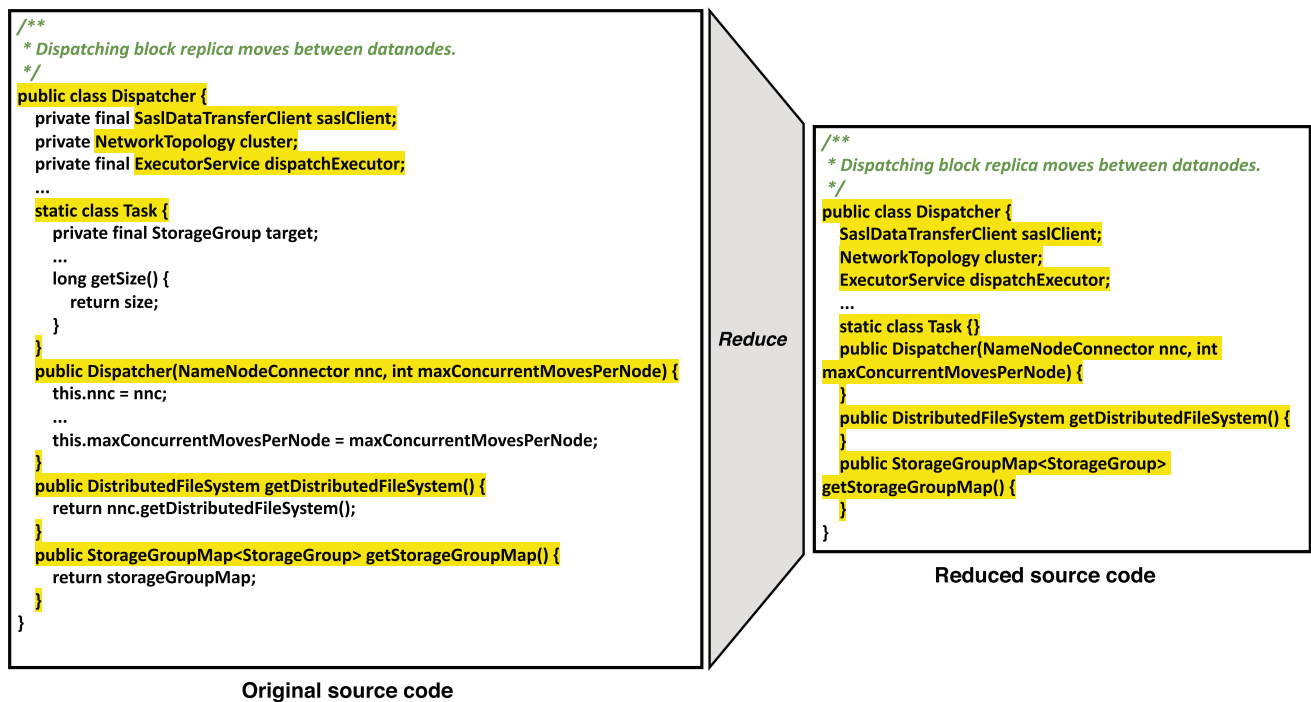 /**
 * Dispatching block replica moves between datanodes.
 */
public class Dispatcher {
    private final SaslDataTransferClient saslClient;
    private NetworkTopology cluster;
    private final ExecutorService dispatchExecutor;
    ...
    static class Task {
        private final StorageGroup target;
        ...
        long getSize() {
            return size;
        }
    }
    public Dispatcher(NameNodeConnector nnc, int maxConcurrentMovesPerNode) {
        this.nnc = nnc;
        ...
        this.maxConcurrentMovesPerNode = maxConcurrentMovesPerNode;
    }
    public DistributedFileSystem getDistributedFileSystem() {
        return nnc.getDistributedFileSystem();
    }
    public StorageGroupMap<StorageGroup> getStorageGroupMap() {
        return storageGroupMap;
    }
}
Original source code
Reduce
/**
 * Dispatching block replica moves between datanodes.
 */
public class Dispatcher {
    SaslDataTransferClient saslClient;
    NetworkTopology cluster;
    ExecutorService dispatchExecutor;
    ...
    static class Task {}
    public Dispatcher(NameNodeConnector nnc, int
maxConcurrentMovesPerNode) {
    }
    public DistributedFileSystem getDistributedFileSystem() {
    }
    public StorageGroupMap<StorageGroup>
getStorageGroupMap() {
    }
}
Reduced source code